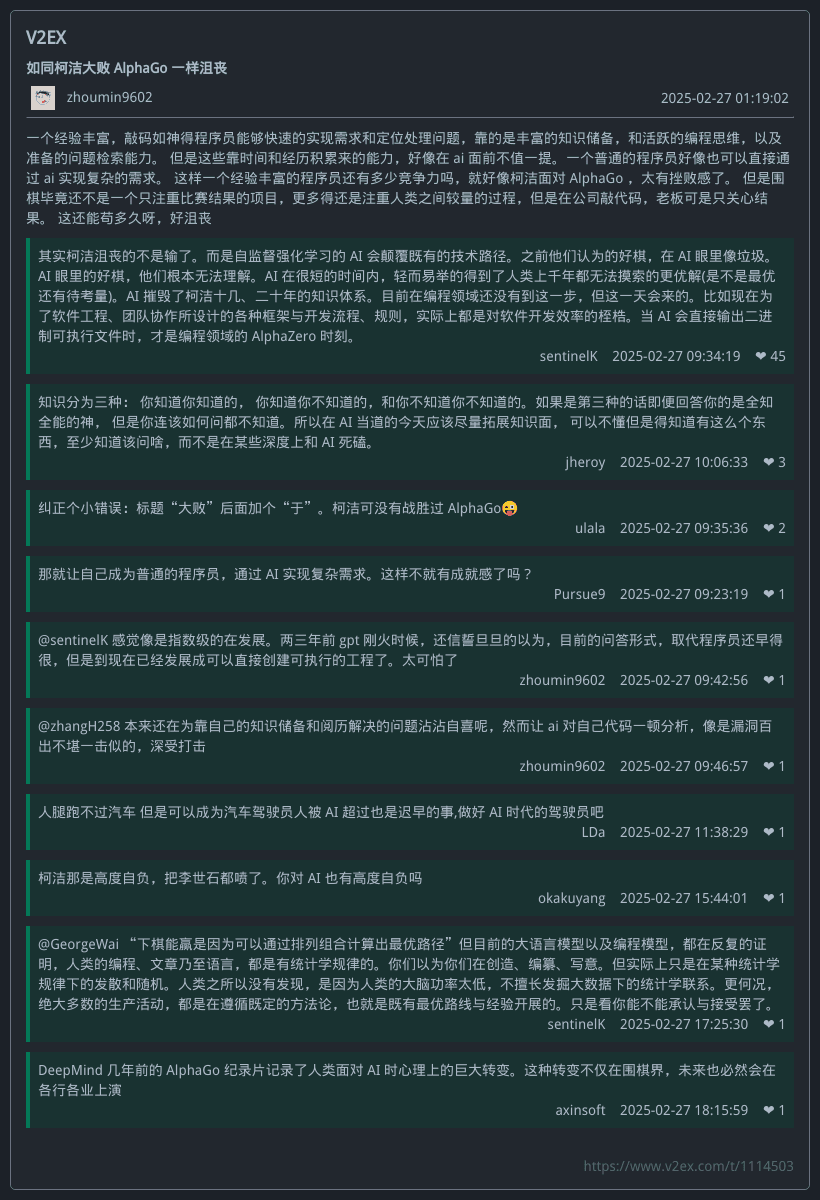 V2EX
如同柯洁大败 AlphaGo 一样沮丧
zhoumin9602 2025-02-27 01:19:02
一个经验丰富，敲码如神得程序员能够快速的实现需求和定位处理问题，靠的是丰富的知识储备，和活跃的编程思维，以及
准备的问题检索能力。 但是这些靠时间和经历积累来的能力，好像在 ai 面前不值一提。一个普通的程序员好像也可以直接通
过 ai 实现复杂的需求。 这样一个经验丰富的程序员还有多少竞争力吗，就好像柯洁面对 AlphaGo ，太有挫败感了。 但是围
棋毕竟还不是一个只注重比赛结果的项目，更多得还是注重人类之间较量的过程，但是在公司敲代码，老板可是只关心结
果。 这还能苟多久呀，好沮丧
其实柯洁沮丧的不是输了。而是自监督强化学习的 AI 会颠覆既有的技术路径。之前他们认为的好棋，在 AI 眼里像垃圾。
AI 眼里的好棋，他们根本无法理解。AI 在很短的时间内，轻而易举的得到了人类上千年都无法摸索的更优解(是不是最优
还有待考量)。AI 摧毁了柯洁十几、二十年的知识体系。目前在编程领域还没有到这一步，但这一天会来的。比如现在为
了软件工程、团队协作所设计的各种框架与开发流程、规则，实际上都是对软件开发效率的桎梏。当 AI 会直接输出二进
制可执行文件时，才是编程领域的 AlphaZero 时刻。
sentinelK 2025-02-27 09:34:19 ❤ 45
知识分为三种： 你知道你知道的， 你知道你不知道的，和你不知道你不知道的。如果是第三种的话即便回答你的是全知
全能的神， 但是你连该如何问都不知道。所以在 AI 当道的今天应该尽量拓展知识面， 可以不懂但是得知道有这么个东
西，至少知道该问啥，而不是在某些深度上和 AI 死磕。
jheroy 2025-02-27 10:06:33 ❤ 3
纠正个小错误：标题“大败”后面加个“于”。柯洁可没有战胜过 AlphaGo😜
ulala 2025-02-27 09:35:36 ❤ 2
那就让自己成为普通的程序员，通过 AI 实现复杂需求。这样不就有成就感了吗？
Pursue9 2025-02-27 09:23:19 ❤ 1
@sentinelK 感觉像是指数级的在发展。两三年前 gpt 刚火时候，还信誓旦旦的以为，目前的问答形式，取代程序员还早得
很，但是到现在已经发展成可以直接创建可执行的工程了。太可怕了
zhoumin9602 2025-02-27 09:42:56 ❤ 1
@zhangH258 本来还在为靠自己的知识储备和阅历解决的问题沾沾自喜呢，然而让 ai 对自己代码一顿分析，像是漏洞百
出不堪一击似的，深受打击
zhoumin9602 2025-02-27 09:46:57 ❤ 1
人腿跑不过汽车 但是可以成为汽车驾驶员人被 AI 超过也是迟早的事,做好 AI 时代的驾驶员吧
LDa 2025-02-27 11:38:29 ❤ 1
柯洁那是高度自负，把李世石都喷了。你对 AI 也有高度自负吗
okakuyang 2025-02-27 15:44:01 ❤ 1
@GeorgeWai “下棋能赢是因为可以通过排列组合计算出最优路径”但目前的大语言模型以及编程模型，都在反复的证
明，人类的编程、文章乃至语言，都是有统计学规律的。你们以为你们在创造、编纂、写意。但实际上只是在某种统计学
规律下的发散和随机。人类之所以没有发现，是因为人类的大脑功率太低，不擅长发掘大数据下的统计学联系。更何况，
绝大多数的生产活动，都是在遵循既定的方法论，也就是既有最优路线与经验开展的。只是看你能不能承认与接受罢了。
sentinelK 2025-02-27 17:25:30 ❤ 1
DeepMind 几年前的 AlphaGo 纪录片记录了人类面对 AI 时心理上的巨大转变。这种转变不仅在围棋界，未来也必然会在
各行各业上演
axinsoft 2025-02-27 18:15:59 ❤ 1
https://www.v2ex.com/t/1114503